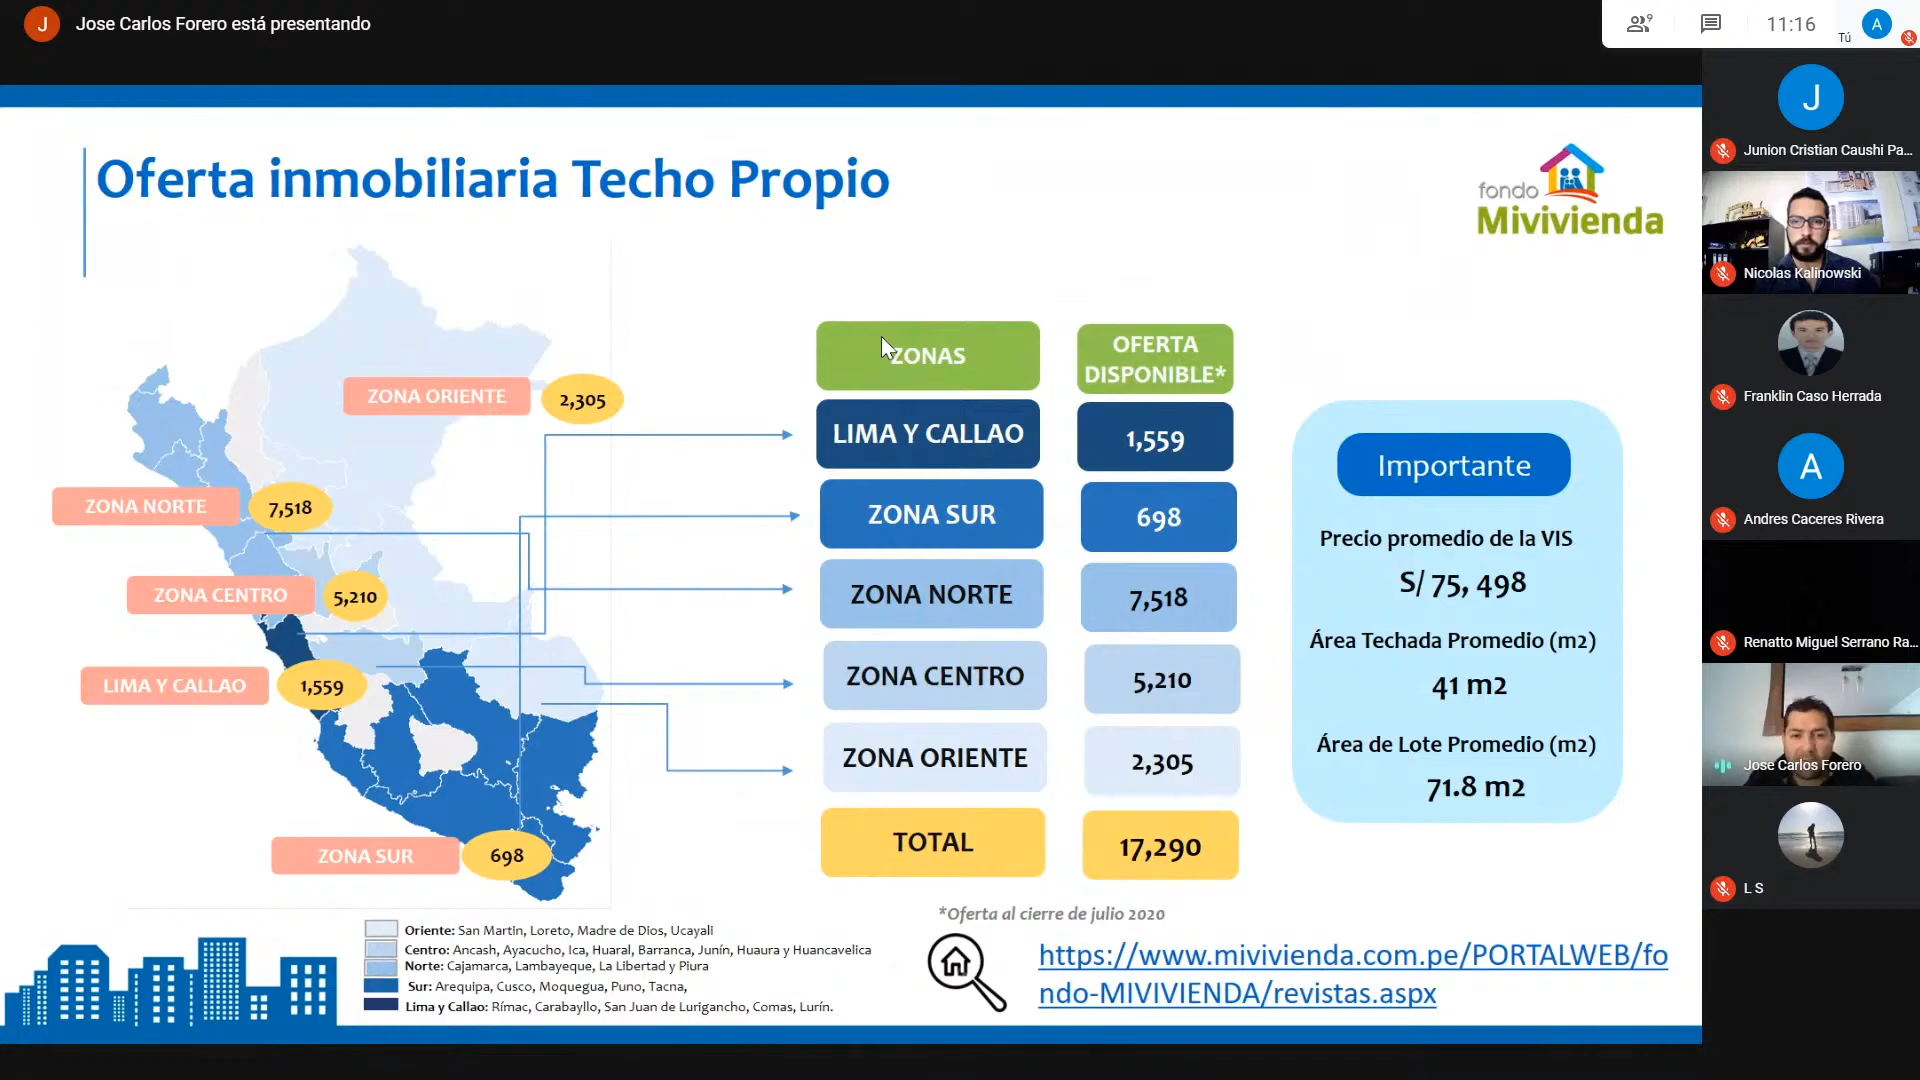 J
Jose Carlos Forero está presentando
9
11:16
Tú
A
Oferta inmobiliaria Techo Propio
fondo
Mivivienda
ZONA ORIENTE
2,305
ZONA NORTE
7,518
ZONA CENTRO
5,210
LIMA Y CALLAO
1,559
ZONA SUR
698
ZONAS
OFERTA
DISPONIBLE*
LIMA Y CALLAO
1,559
ZONA SUR
698
ZONA NORTE
7,518
ZONA CENTRO
5,210
ZONA ORIENTE
2,305
TOTAL
17,290
*Oferta al cierre de julio 2020
Importante
Precio promedio de la VIS
S/ 75, 498
Área Techada Promedio (m2)
41 m2
Área de Lote Promedio (m2)
71.8 m2
Oriente: San Martin, Loreto, Madre de Dios, Ucayali
Centro: Ancash, Ayacucho, Ica, Huaral, Barranca, Junín, Huaura y Huancavelica
Norte: Cajamarca, Lambayeque, La Libertad y Piura
Sur: Arequipa, Cusco, Moquegua, Puno, Tacna,
Lima y Callao: Rímac, Carabayllo, San Juan de Lurigancho, Comas, Lurín.
https://www.mivivienda.com.pe/PORTALWEB/fo
ndo-MIVIVIENDA/revistas.aspx
J
Junion Cristian Caushi Pa...
Nicolas Kalinowski
Franklin Caso Herrada
A
Andres Caceres Rivera
Renatto Miguel Serrano Ra...
Jose Carlos Forero
L S